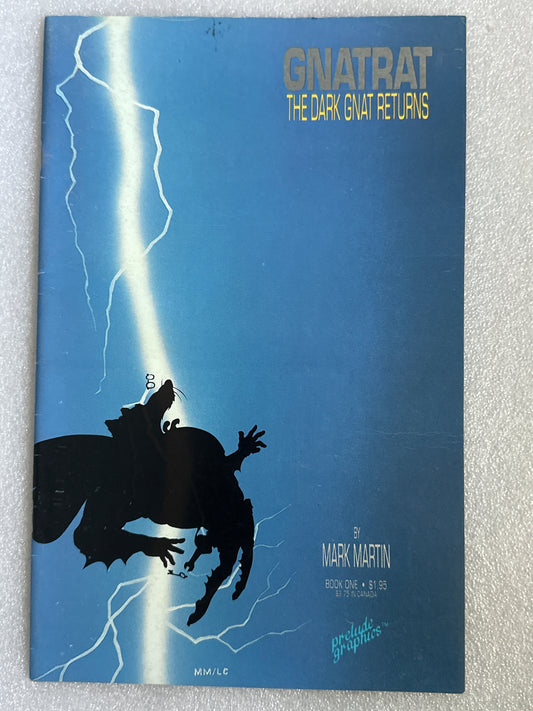 GNATRAT
THE DARK GNAT RETURNS
BY
MARK MARTIN
BOOK ONE • $1.95
$2.75 IN CANADA
prelude
graphics™
MM/LC